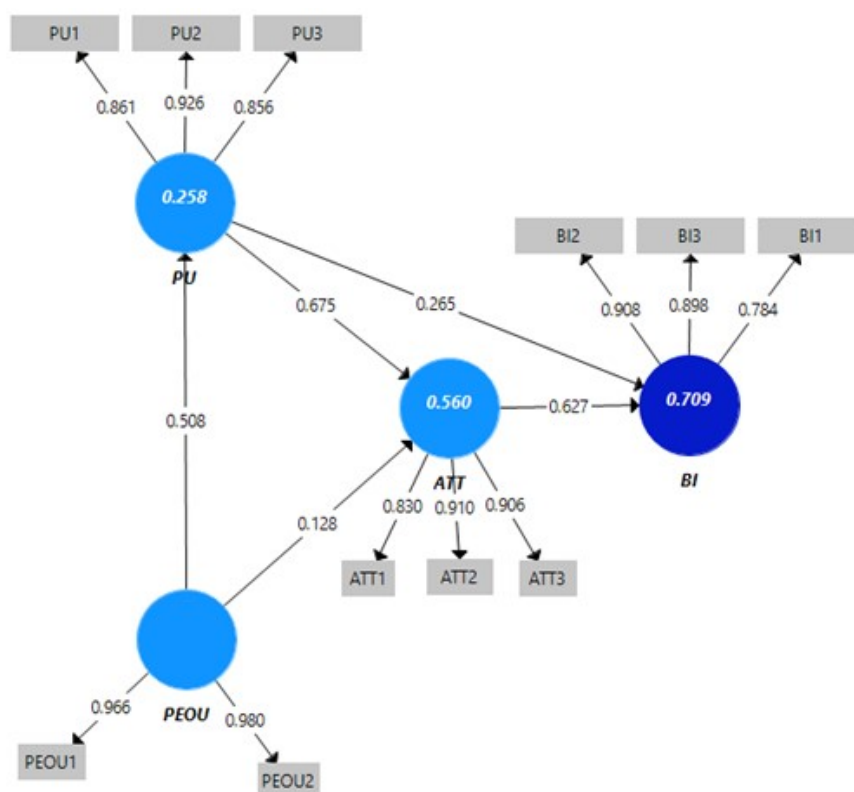 PU1 PU2 PU3
0.861 0.926 0.856
0.258
PU
BI2 BI3 BI1
0.908 0.898 0.784
0.675
0.265
0.560
ATT
0.627
0.709
BI
0.508
0.128
0.830 0.910 0.906
ATT1 ATT2 ATT3
PEOU
0.966 0.980
PEOU1 PEOU2